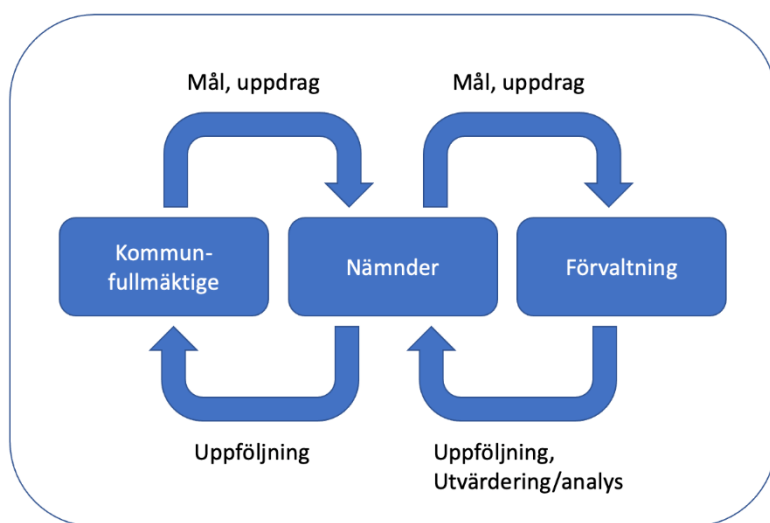 Mål, uppdrag
Mål, uppdrag
Kommun-
fullmäktige
Nämnder
Förvaltning
Uppföljning
Uppföljning,
Utvärdering/analys